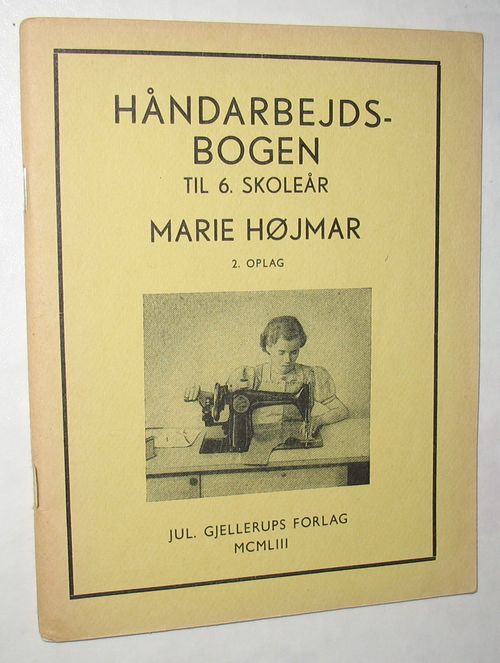 HÅNDARBEJDS-
BOGEN
TIL 6. SKOLEÅR
MARIE HØJMAR
2. OPLAG
JUL. GJELLERUPS FORLAG
MCMLIII